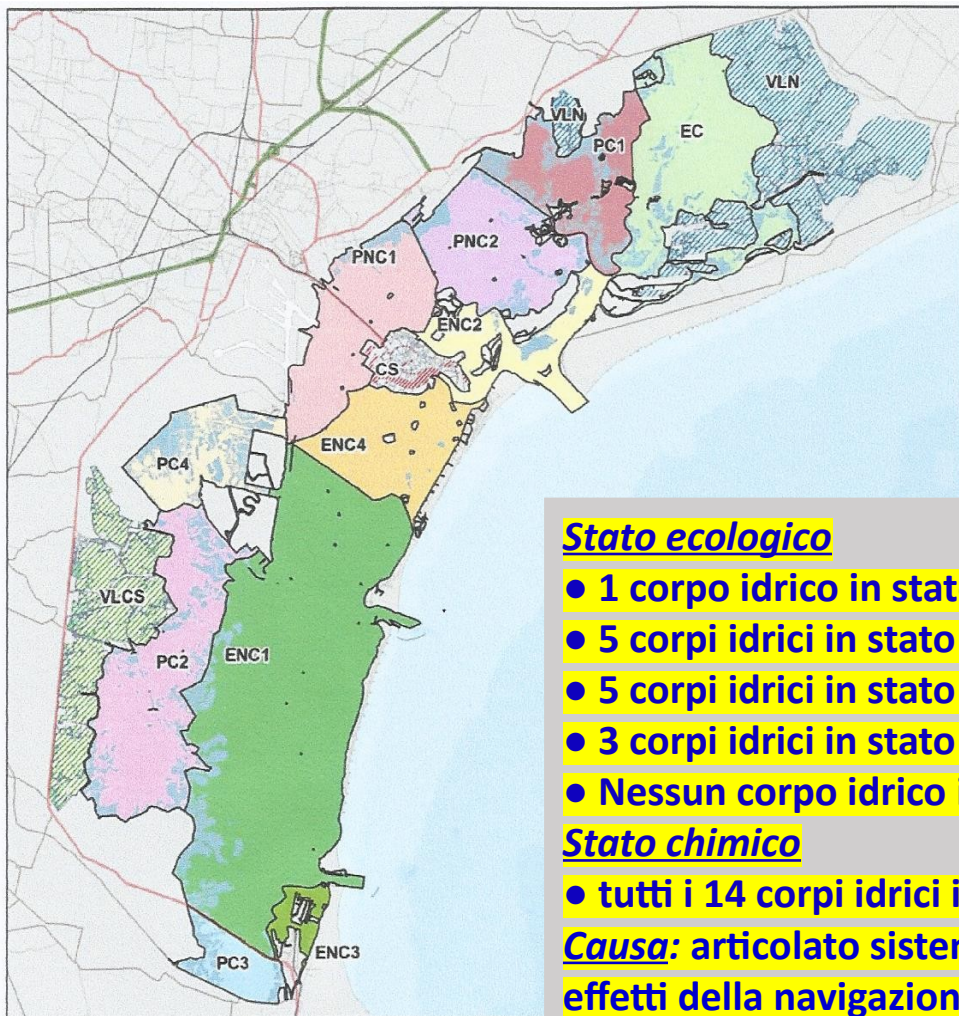 VLN
VLN
EC
PC1
PNC2
PNC1
ENC2
CS
ENC4
PC4
VLCS
PC2
ENC1
PC3
ENC3
Stato ecologico
● 1 corpo idrico in stat
● 5 corpi idrici in stato
● 5 corpi idrici in stato
● 3 corpi idrici in stato
● Nessun corpo idrico i
Stato chimico
● tutti i 14 corpi idrici i
Causa: articolato sister
effetti della navigazion